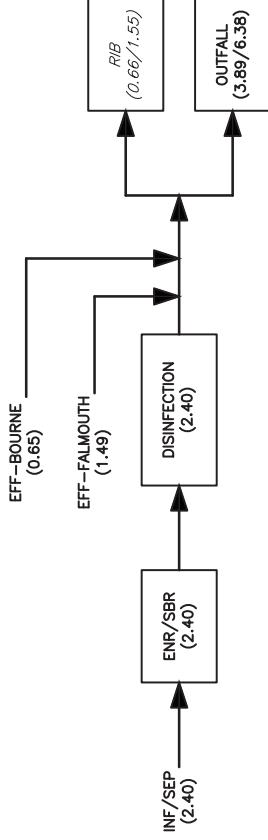 INF/SEP
(2.40)
ENR/SBR
(2.40)
DISINFECTION
(2.40)
EFF-FALMOUTH
(1.49)
EFF-BOURNE
(0.65)
RIB
(0.66/1.55)
OUTFALL
(3.89/6.38)